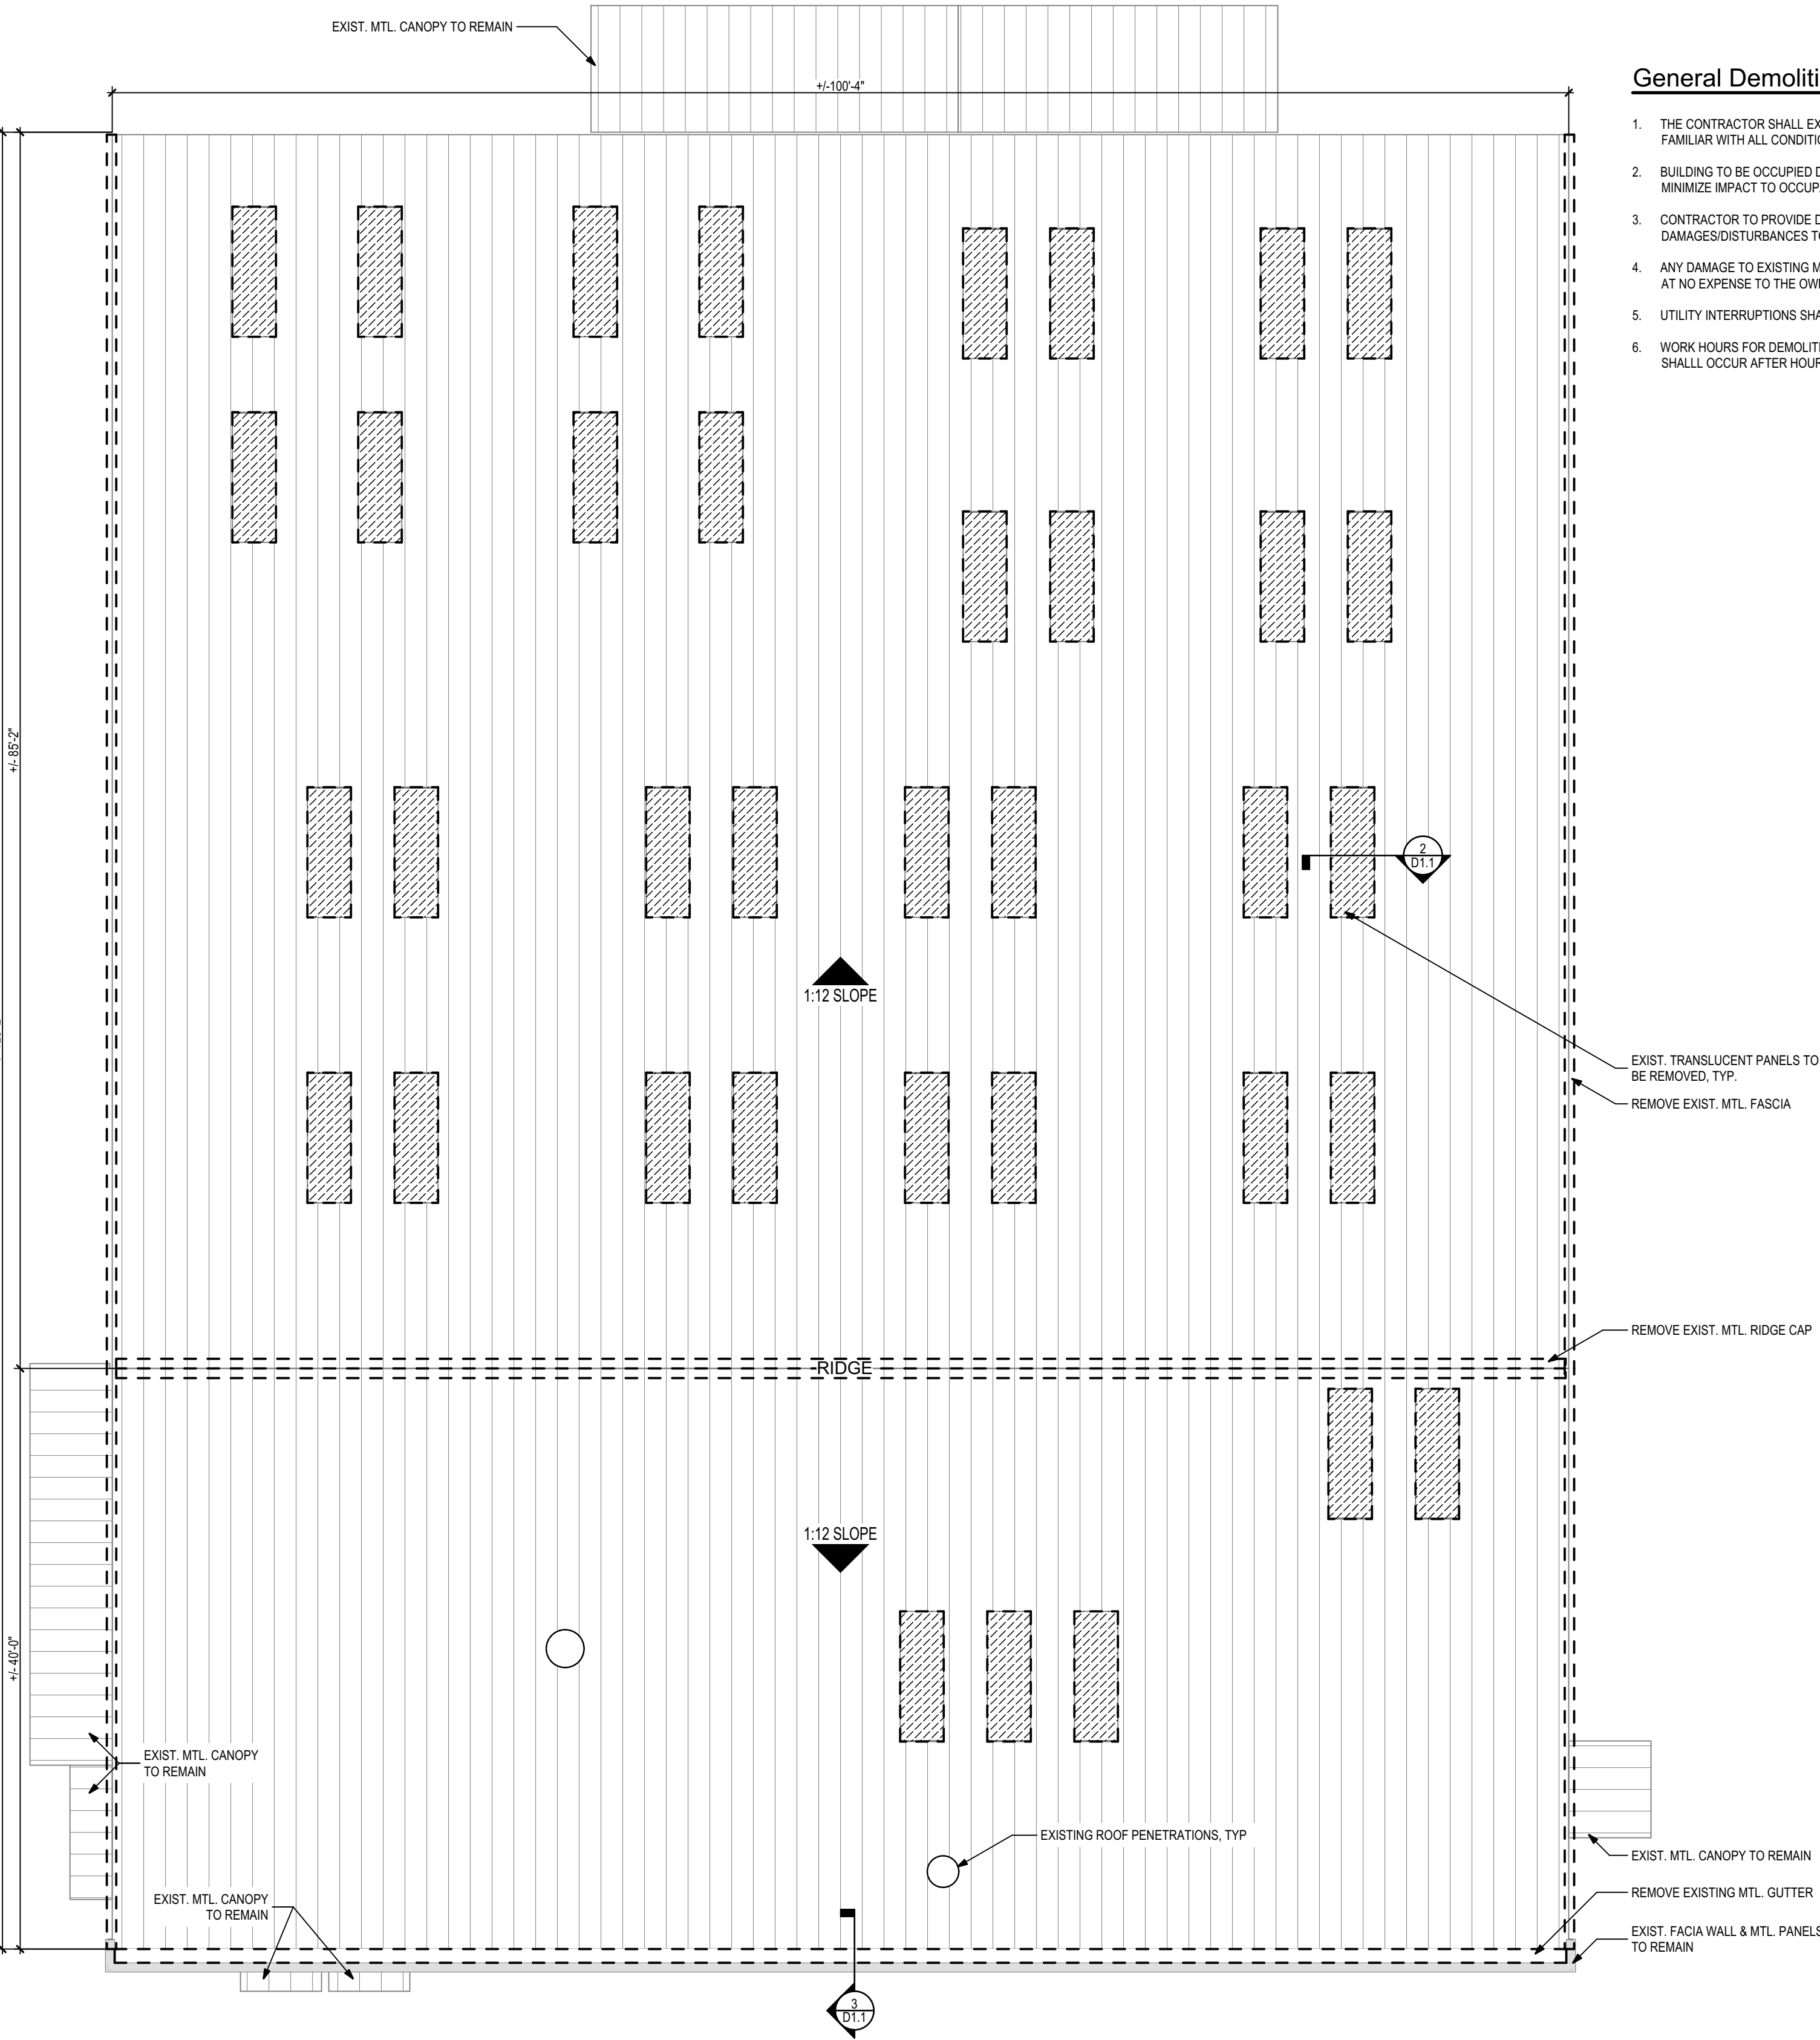 EXIST. MTL. CANOPY TO REMAIN
+/-100'-4"
General Demoliti
1. THE CONTRACTOR SHALL EX
FAMILIAR WITH ALL CONDITIO
2. BUILDING TO BE OCCUPIED D
MINIMIZE IMPACT TO OCCUP
3. CONTRACTOR TO PROVIDE D
DAMAGES/DISTURBANCES TO
4. ANY DAMAGE TO EXISTING M
AT NO EXPENSE TO THE OWN
5. UTILITY INTERRUPTIONS SHA
6. WORK HOURS FOR DEMOLITI
SHALLL OCCUR AFTER HOUR
+/- 85'-2"
2
D1.1
1:12 SLOPE
EXIST. TRANSLUCENT PANELS TO
BE REMOVED, TYP.
REMOVE EXIST. MTL. FASCIA
REMOVE EXIST. MTL. RIDGE CAP
RIDGE
1:12 SLOPE
+/- 40'-0"
EXIST. MTL. CANOPY
TO REMAIN
EXISTING ROOF PENETRATIONS, TYP
EXIST. MTL. CANOPY TO REMAIN
EXIST. MTL. CANOPY
TO REMAIN
REMOVE EXISTING MTL. GUTTER
EXIST. FACIA WALL & MTL. PANELS
TO REMAIN
3
D1.1